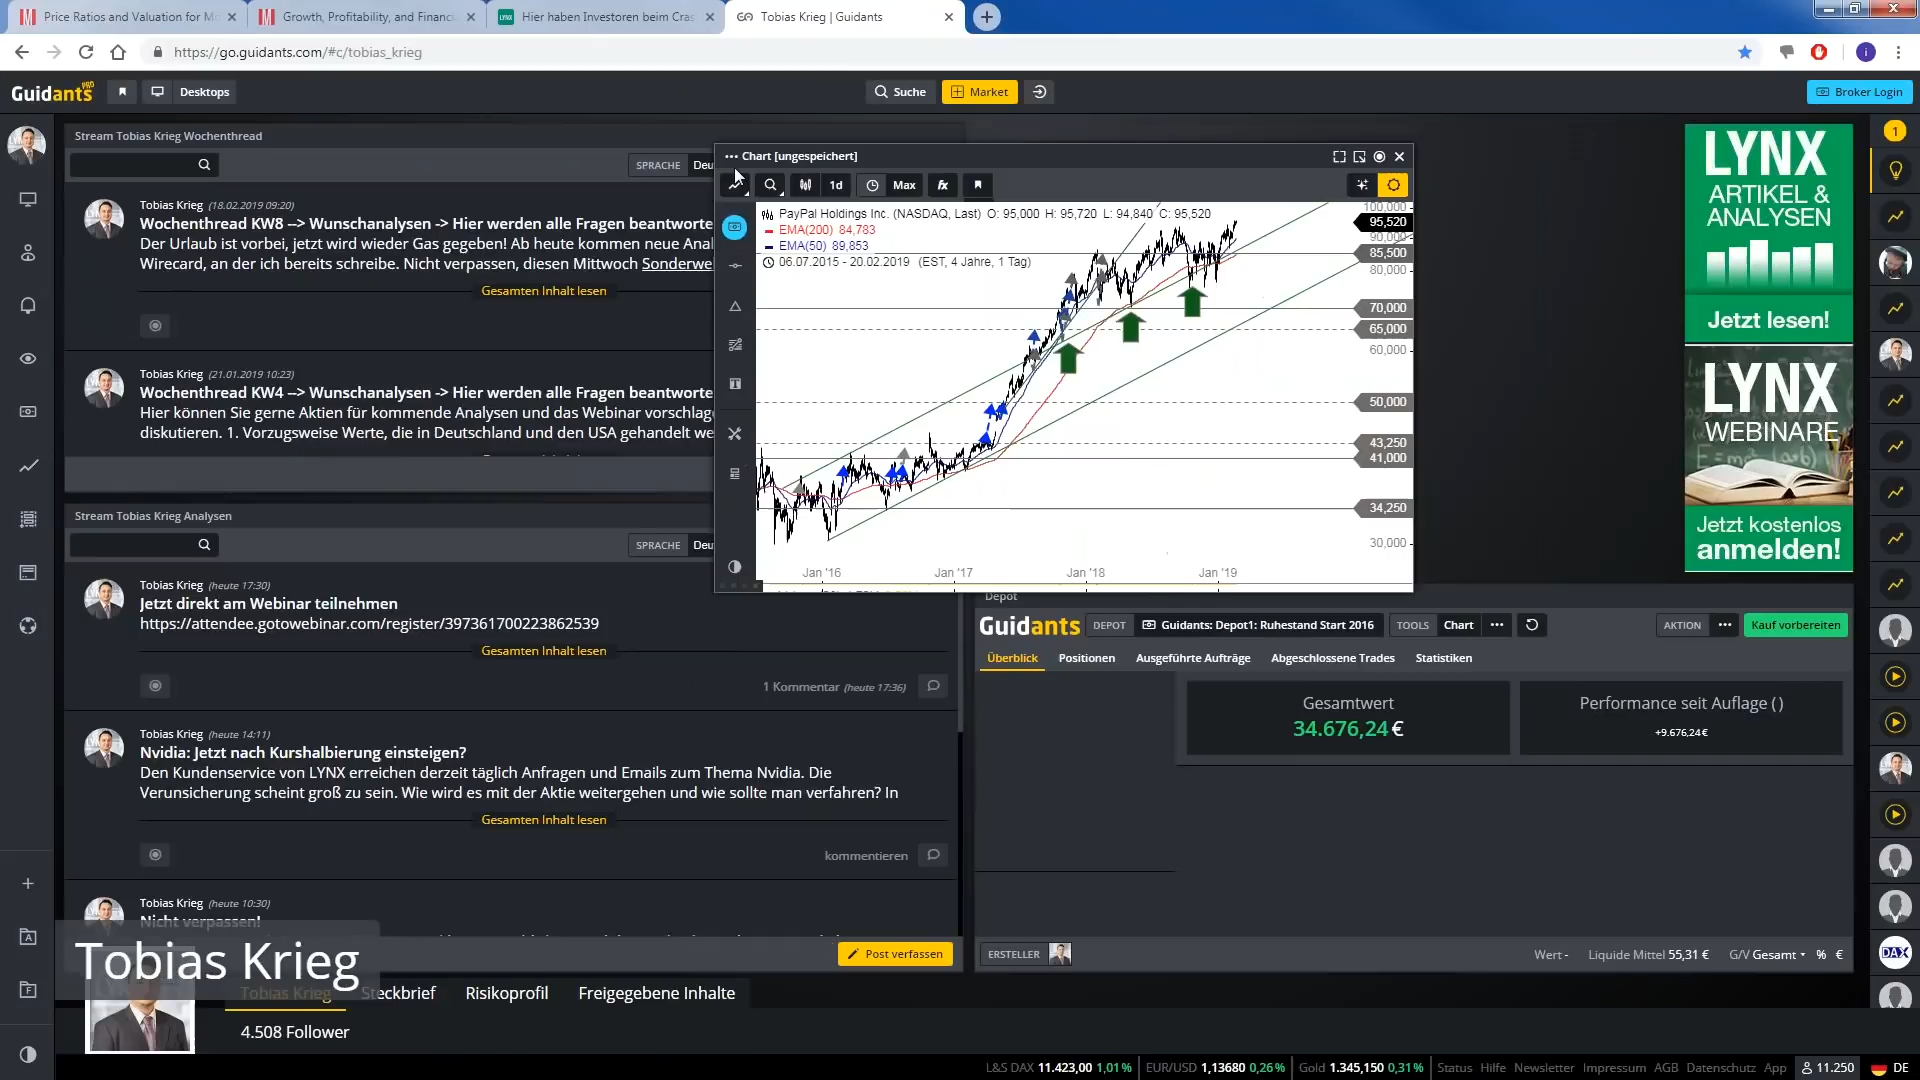 Price Ratios and Valuation for M
Growth, Profitability, and Financi
Hier haben Investoren beim Cras
Tobias Krieg | Guidants
https://go.guidants.com/#c/tobias_krieg
Guidants PRO
Desktops
Suche
Market
Broker Login
Stream Tobias Krieg Wochenthread
SPRACHE Deu
Tobias Krieg (18.02.2019 09:20)
Wochenthread KW8 --> Wunschanalysen -> Hier werden alle Fragen beantworte
Der Urlaub ist vorbei, jetzt wird wieder Gas gegeben! Ab heute kommen neue Anal
Wirecard, an der ich bereits schreibe. Nicht verpassen, diesen Mittwoch Sonderwe
Gesamten Inhalt lesen
Tobias Krieg (21.01.2019 10:23)
Wochenthread KW4 --> Wunschanalysen -> Hier werden alle Fragen beantworte
Hier können Sie gerne Aktien für kommende Analysen und das Webinar vorschlage
diskutieren. 1. Vorzugsweise Werte, die in Deutschland und den USA gehandelt we
Stream Tobias Krieg Analysen
SPRACHE Deu
Tobias Krieg (heute 17:30)
Jetzt direkt am Webinar teilnehmen
https://attendee.gotowebinar.com/register/397361700223862539
Gesamten Inhalt lesen
1 Kommentar (heute 17:36)
Tobias Krieg (heute 14:11)
Nvidia: Jetzt nach Kurshalbierung einsteigen?
Den Kundenservice von LYNX erreichen derzeit täglich Anfragen und Emails zum Thema Nvidia. Die
Verunsicherung scheint groß zu sein. Wie wird es mit der Aktie weitergehen und wie sollte man verfahren? In
Gesamten Inhalt lesen
kommentieren
Tobias Krieg (heute 10:30)
Nicht verpassen!
Post verfassen
Tobias Krieg
Tobias Krieg Steckbrief Risikoprofil Freigegebene Inhalte
4.508 Follower
Chart [ungespeichert]
1d
Max
fx
PayPal Holdings Inc. (NASDAQ, Last) O: 95,000 H: 95,720 L: 94,840 C: 95,520
EMA(200) 84,783
EMA(50) 89,853
06.07.2015 - 20.02.2019 (EST, 4 Jahre, 1 Tag)
100,000
95,520
90,000
85,500
80,000
70,000
65,000
60,000
50,000
43,250
41,000
34,250
30,000
Jan '16 Jan '17 Jan '18 Jan '19
LYNX
ARTIKEL &
ANALYSEN
Jetzt lesen!
LYNX
WEBINARE
Jetzt kostenlos
anmelden!
1
Depot
Guidants DEPOT Guidants: Depot1: Ruhestand Start 2016 TOOLS Chart AKTION Kauf vorbereiten
Überblick Positionen Ausgeführte Aufträge Abgeschlossene Trades Statistiken
Gesamtwert
34.676,24 €
Performance seit Auflage ( )
+9.676,24 €
ERSTELLER
Wert - Liquide Mittel 55,31 € G/V Gesamt % €
DAX
L&S DAX 11.423,00 1,01 % EUR/USD 1,13680 0,26 % Gold 1.345,150 0,31 % Status Hilfe Newsletter Impressum AGB Datenschutz App 11.250 DE